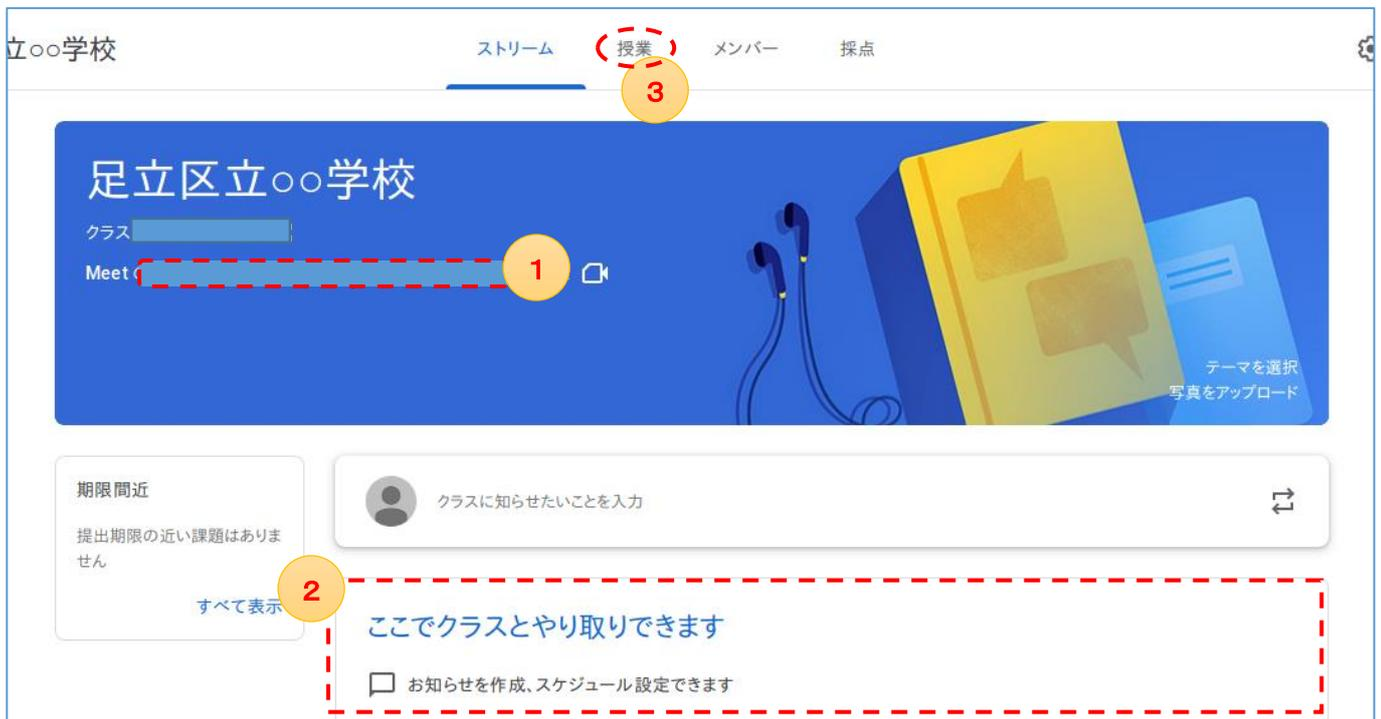 立○○学校
ストリーム 授業 メンバー 採点
3
足立区立○○学校
クラス
Meet
1
テーマを選択
写真をアップロード
期限間近
提出期限の近い課題はありま
せん
すべて表示
クラスに知らせたいことを入力
2
ここでクラスとやり取りできます
お知らせを作成、スケジュール設定できます